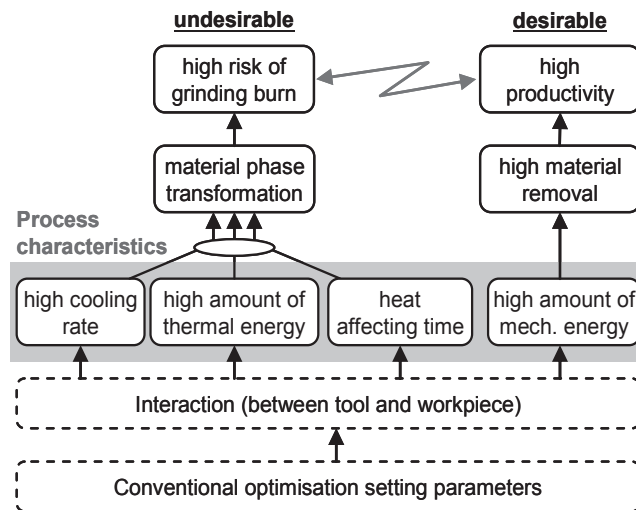 undesirable
desirable
high risk of
grinding burn
high
productivity
material phase
transformation
high material
removal
Process
characteristics
high cooling
rate
high amount of
thermal energy
heat
affecting time
high amount of
mech. energy
Interaction (between tool and workpiece)
Conventional optimisation setting parameters